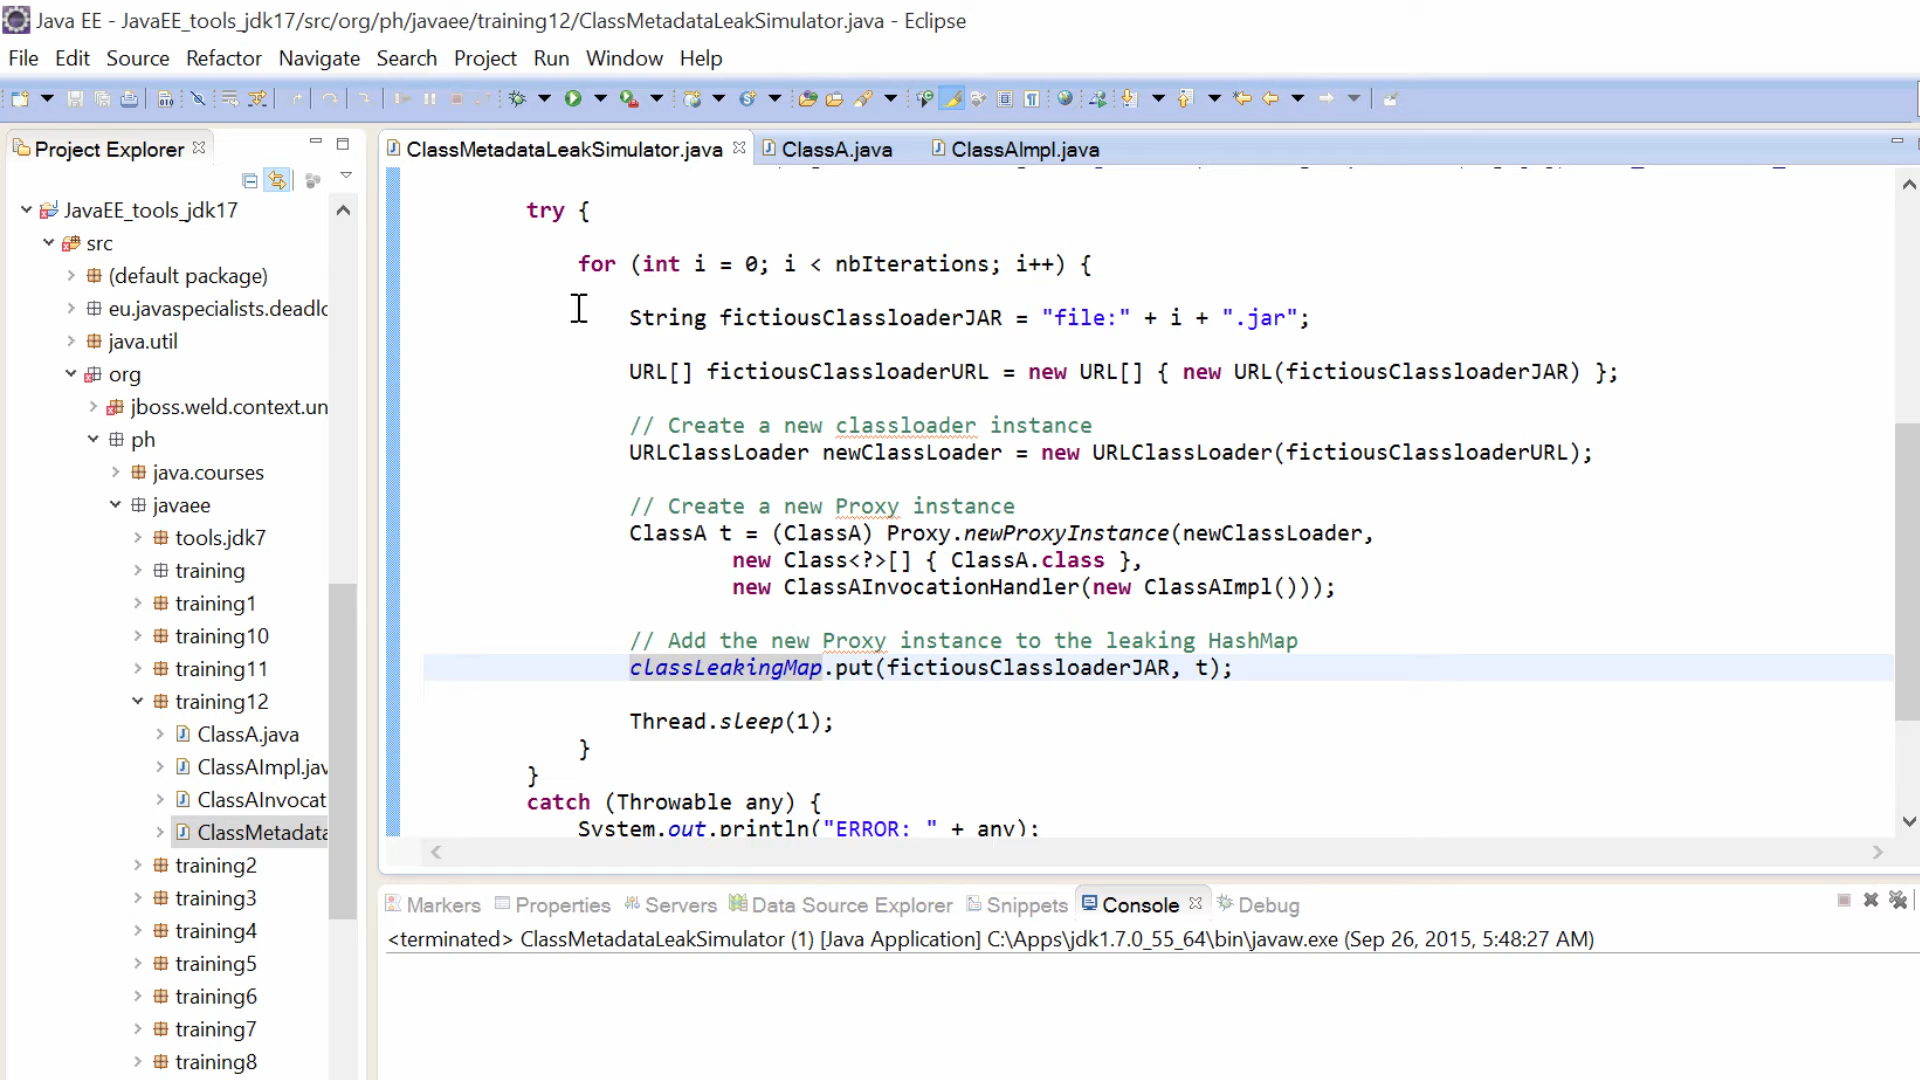 Java EE - JavaEE_tools_jdk17/src/org/ph/javaee/training12/ClassMetadataLeakSimulator.java - Eclipse
File Edit Source Refactor Navigate Search Project Run Window Help
Project Explorer
ClassMetadataLeakSimulator.java
ClassA.java
ClassAImpl.java
JavaEE_tools_jdk17
src
(default package)
eu.javaspecialists.deadlc
java.util
org
jboss.weld.context.un
ph
java.courses
javaee
tools.jdk7
training
training1
training10
training11
training12
ClassA.java
ClassAImpl.jav
ClassAInvocat
ClassMetadata
training2
training3
training4
training5
training6
training7
training8
try {
for (int i = 0; i < nbIterations; i++) {
String fictiousClassloaderJAR = "file:" + i + ".jar";
URL[] fictiousClassloaderURL = new URL[] { new URL(fictiousClassloaderJAR) };
// Create a new classloader instance
URLClassLoader newClassLoader = new URLClassLoader(fictiousClassloaderURL);
// Create a new Proxy instance
ClassA t = (ClassA) Proxy.newProxyInstance(newClassLoader,
new Class<?>[] { ClassA.class },
new ClassAInvocationHandler(new ClassAImpl()));
// Add the new Proxy instance to the leaking HashMap
classLeakingMap.put(fictiousClassloaderJAR, t);
Thread.sleep(1);
}
}
catch (Throwable any) {
System.out.println("ERROR: " + any);
Markers Properties Servers Data Source Explorer Snippets Console Debug
<terminated> ClassMetadataLeakSimulator (1) [Java Application] C:\Apps\jdk1.7.0_55_64\bin\javaw.exe (Sep 26, 2015, 5:48:27 AM)